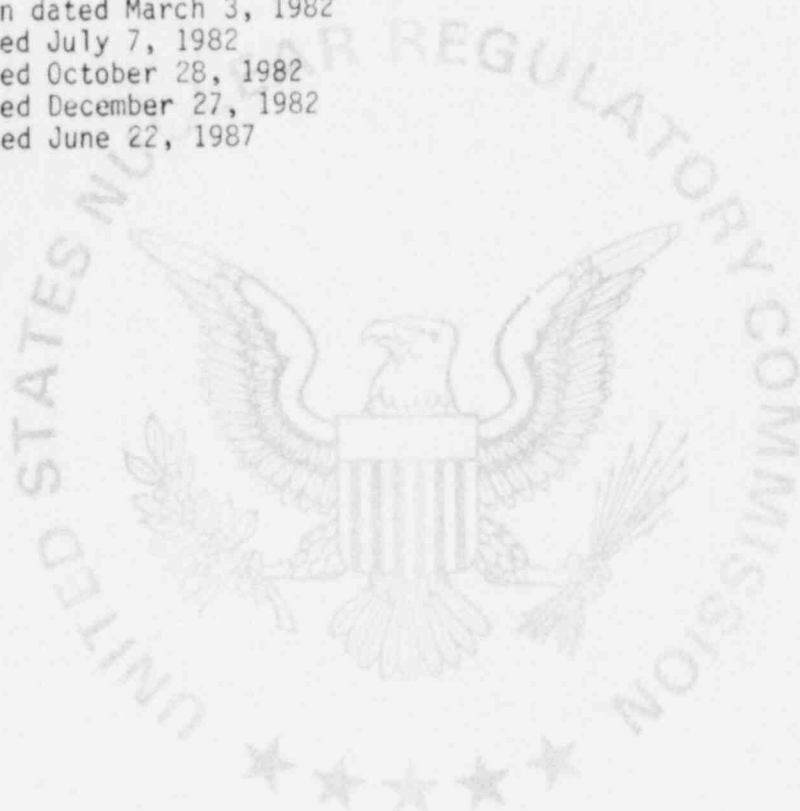 n dated March 3, 1982
ed July 7, 1982
ed October 28, 1982
ed December 27, 1982
ed June 22, 1987
UNITED STATES NUCLEAR REGULATORY COMMISSION